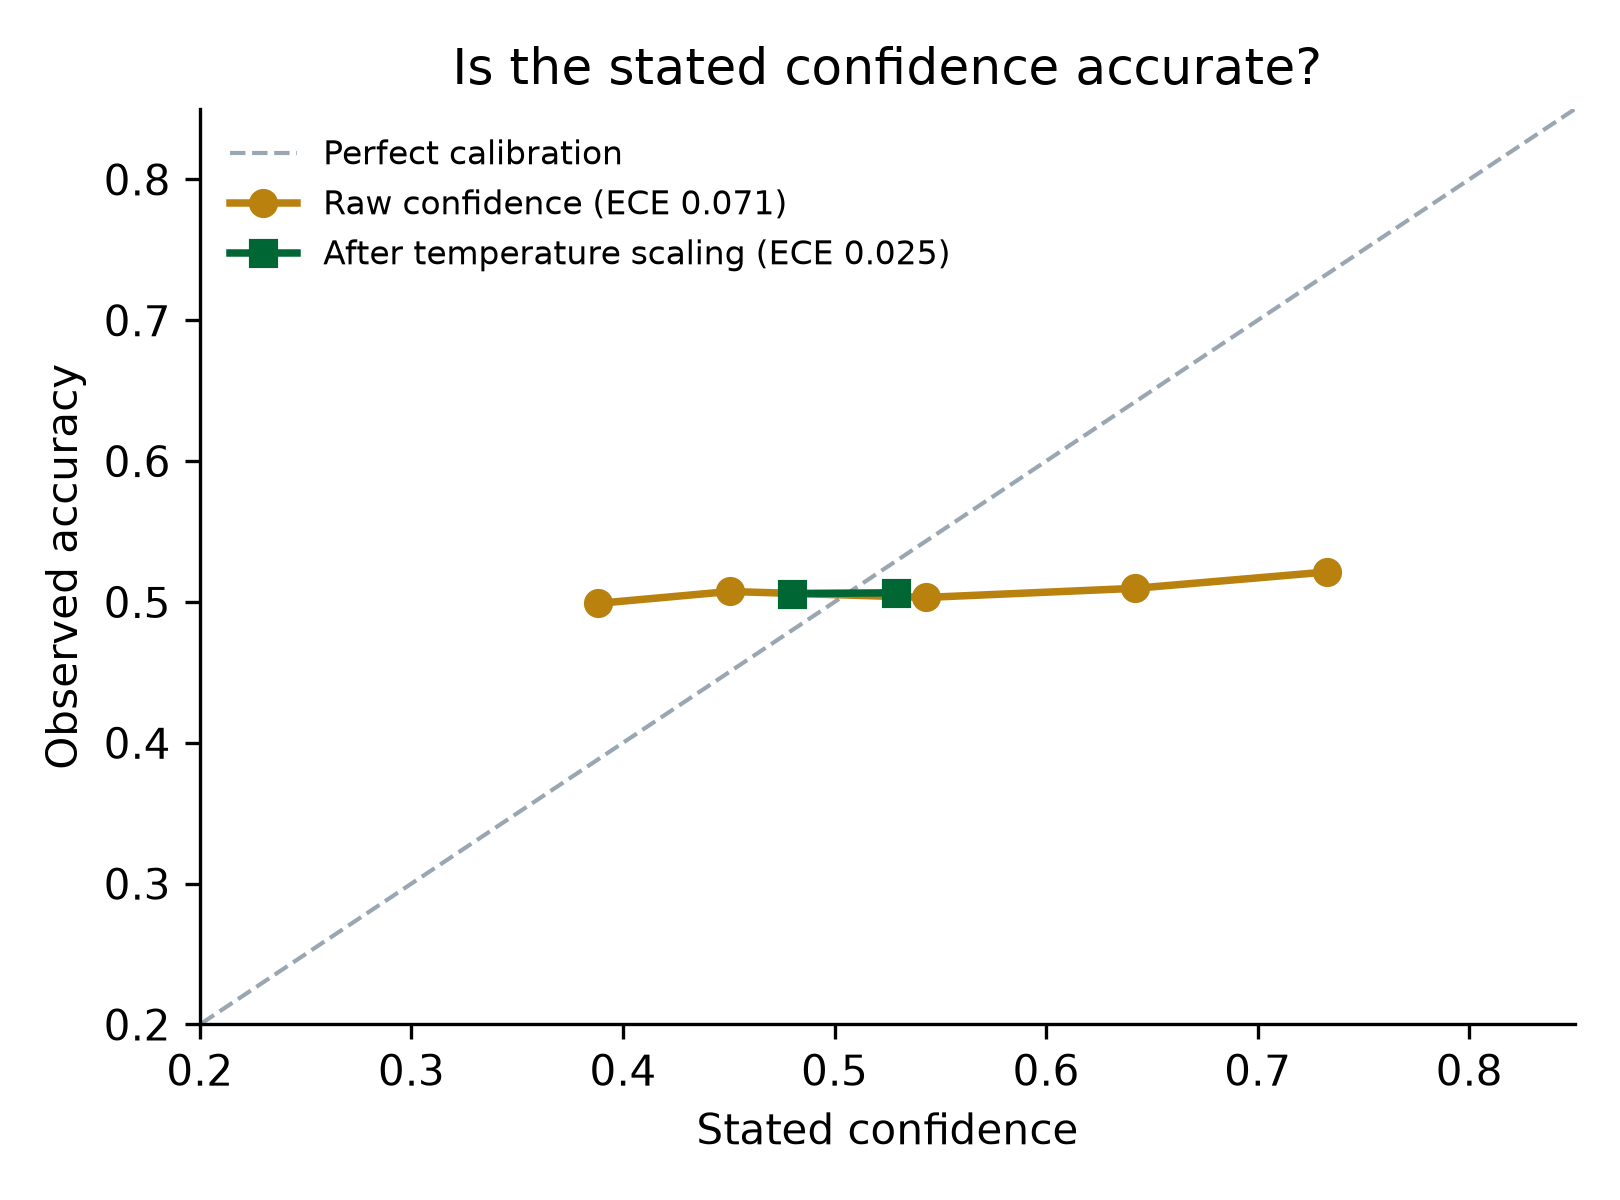 Is the stated confidence accurate?
Perfect calibration
Raw confidence (ECE 0.071)
After temperature scaling (ECE 0.025)
Observed accuracy
0.8
0.7
0.6
0.5
0.4
0.3
0.2
0.2 0.3 0.4 0.5 0.6 0.7 0.8
Stated confidence